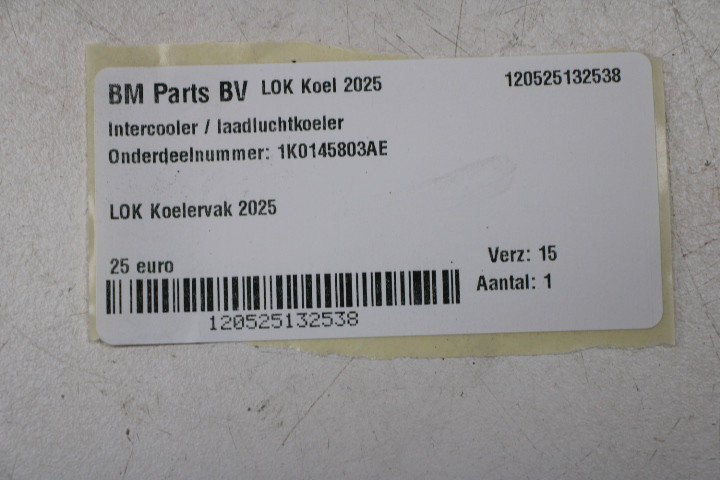 BM Parts BV LOK Koel 2025 120525132538
Intercooler / laadluchtkoeler
Onderdeelnummer: 1K0145803AE
LOK Koelervak 2025
25 euro Verz: 15
Aantal: 1
120525132538